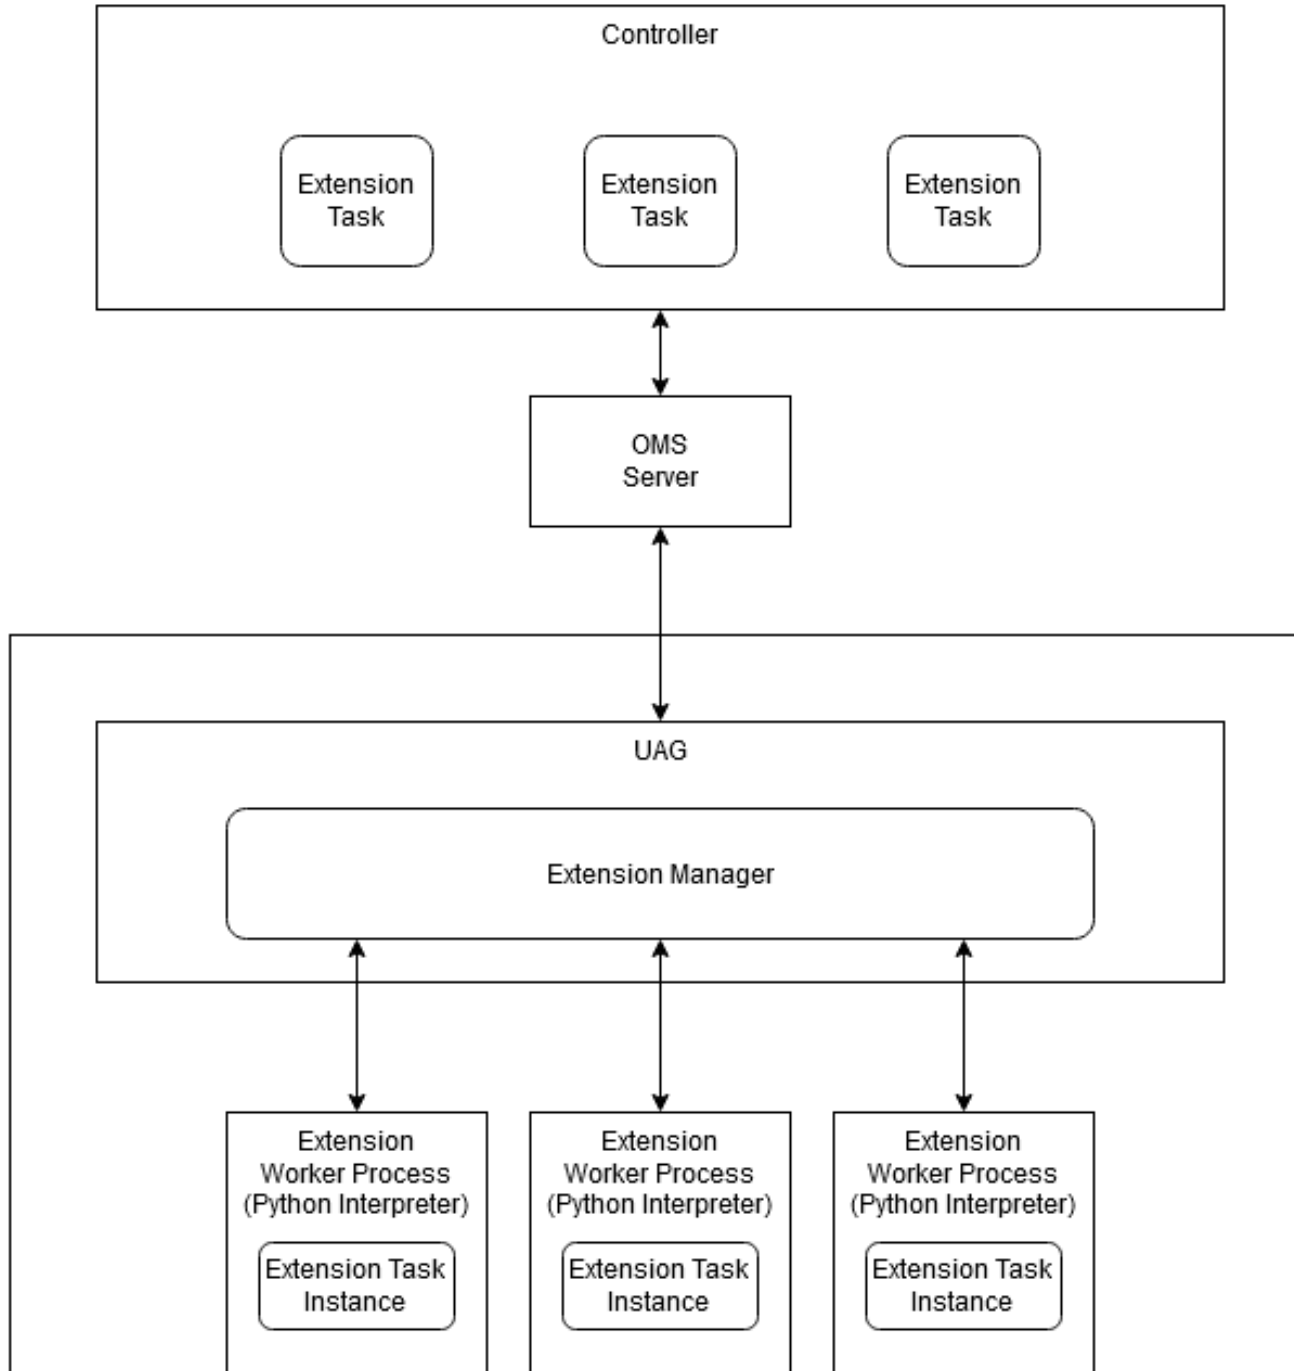 Controller
Extension
Task
Extension
Task
Extension
Task
OMS
Server
UAG
Extension Manager
Extension
Worker Process
(Python Interpreter)
Extension Task
Instance
Extension
Worker Process
(Python Interpreter)
Extension Task
Instance
Extension
Worker Process
(Python Interpreter)
Extension Task
Instance